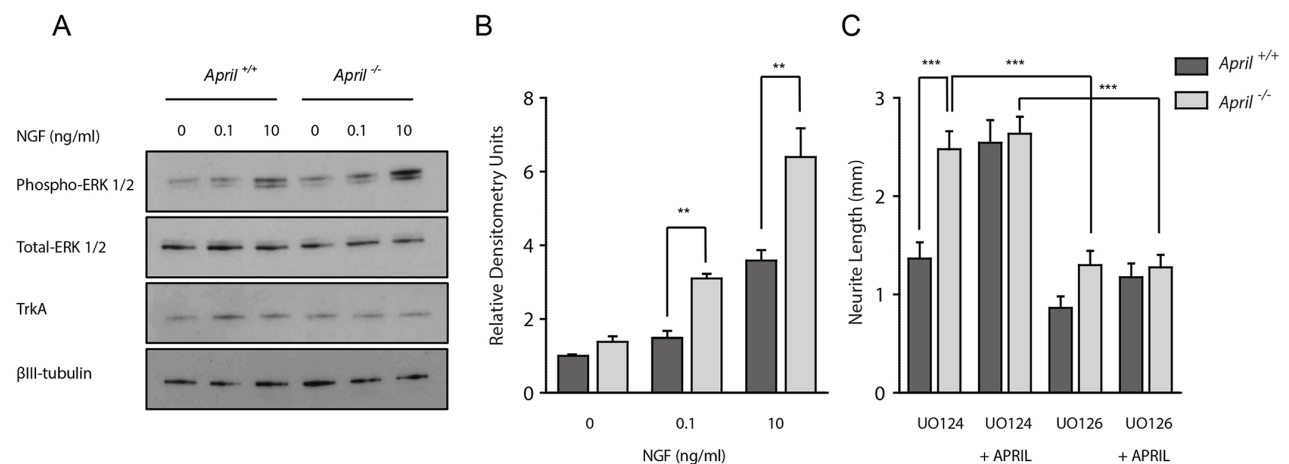 A
April +/+ April -/-
NGF (ng/ml) 0 0.1 10 0 0.1 10
Phospho-ERK 1/2
Total-ERK 1/2
TrkA
βIII-tubulin
B
Relative Densitometry Units
8
6
4
2
0
**
**
0 0.1 10
NGF (ng/ml)
C
April +/+
April -/-
Neurite Length (mm)
3
2
1
0
*** *** ***
UO124 UO124 UO126 UO126
+ APRIL + APRIL